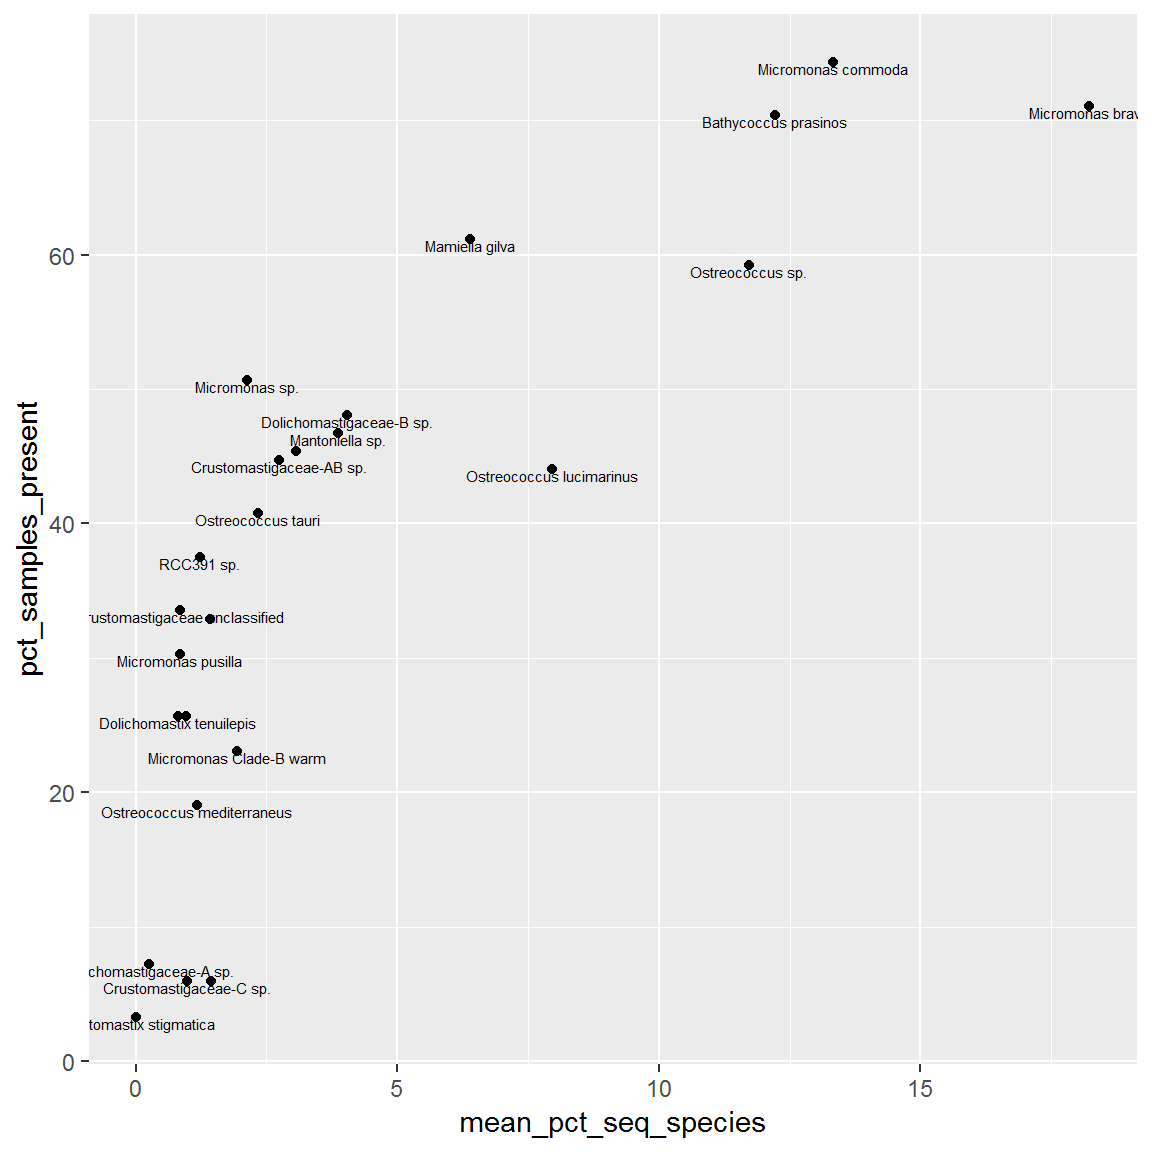 Micromonas commoda
Micromonas brav
Bathycoccus prasinos
Mamiella gilva
60
Ostreococcus sp.
Micromonas sp.
Dolichomastigaceae-B sp.
Mantoniella sp.
Crustomastigaceae-AB sp.
Ostreococcus lucimarinus
40
Ostreococcus tauri
RCC391 sp.
rustomastigaceae unclassified
Micromonas pusilla
Dolichomastix tenuilepis
Micromonas Clade-B warm
20
Ostreococcus mediterraneus
chomastigaceae-A sp.
Crustomastigaceae-C sp.
tomastix stigmatica
0
0 5 10 15
mean_pct_seq_species
pct_samples_present